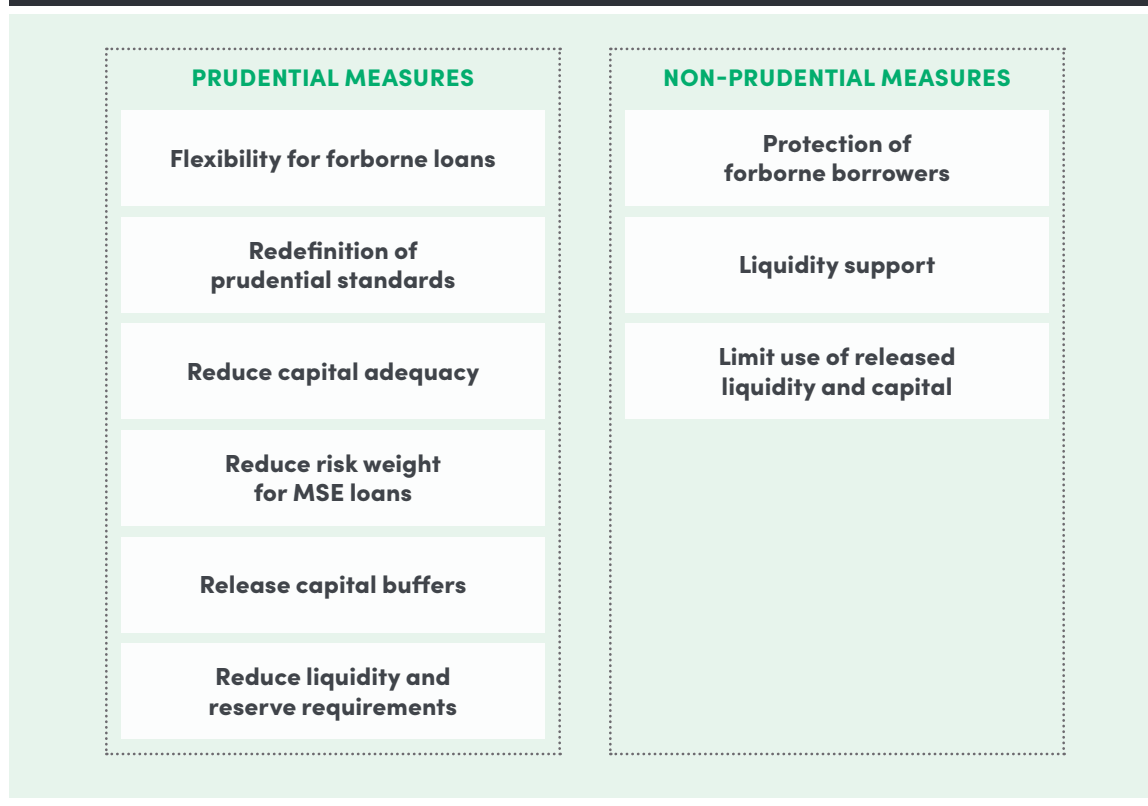 PRUDENTIAL MEASURES
Flexibility for forborne loans
Redefinition of
prudential standards
Reduce capital adequacy
Reduce risk weight
for MSE loans
Release capital buffers
Reduce liquidity and
reserve requirements
NON-PRUDENTIAL MEASURES
Protection of
forborne borrowers
Liquidity support
Limit use of released
liquidity and capital